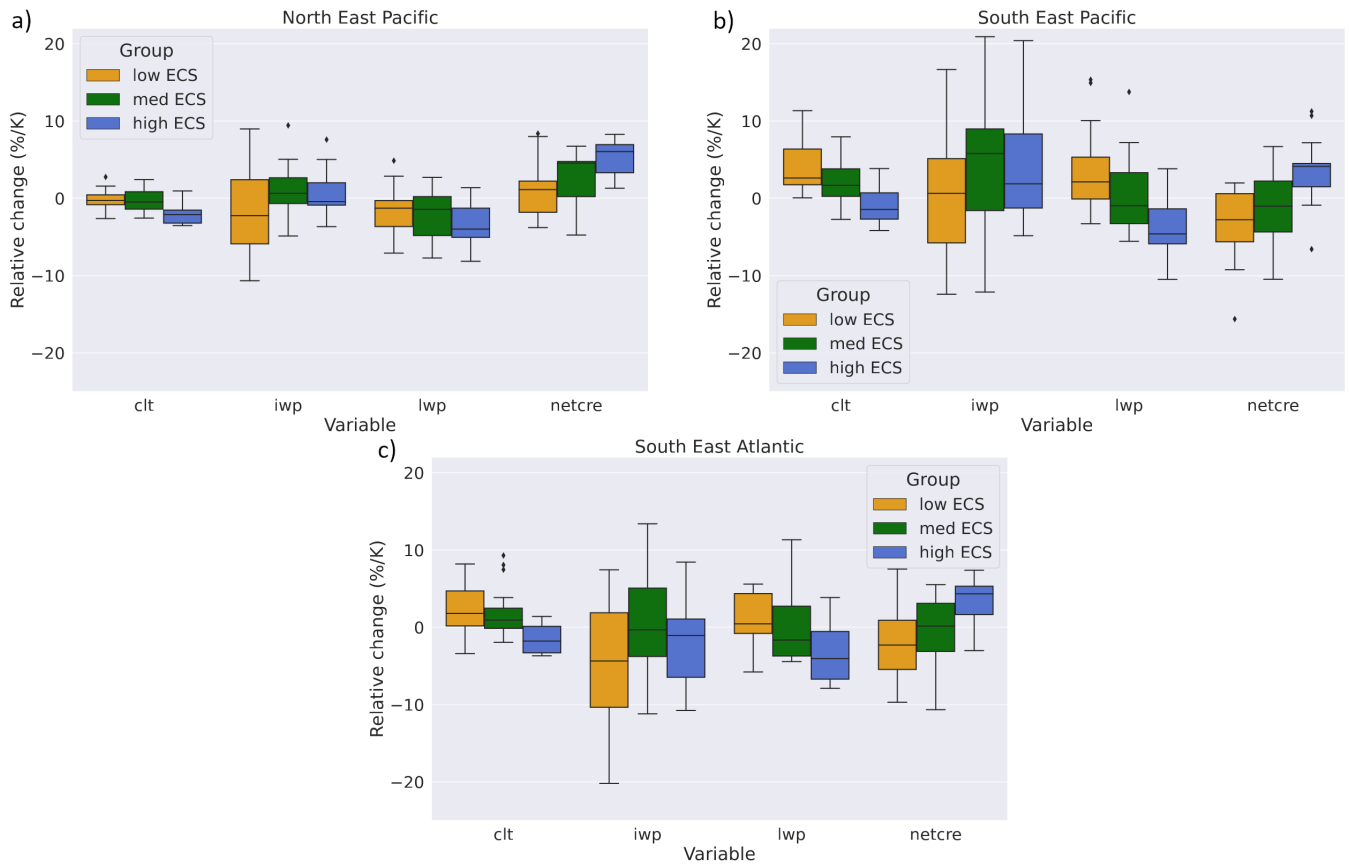 a)
North East Pacific
Group
low ECS
med ECS
high ECS
20
10
0
−10
−20
Relative change (%/K)
clt iwp lwp netcre
Variable
b)
South East Pacific
20
10
0
−10
−20
Relative change (%/K)
Group
low ECS
med ECS
high ECS
clt iwp lwp netcre
Variable
c)
South East Atlantic
Group
low ECS
med ECS
high ECS
20
10
0
−10
−20
Relative change (%/K)
clt iwp lwp netcre
Variable